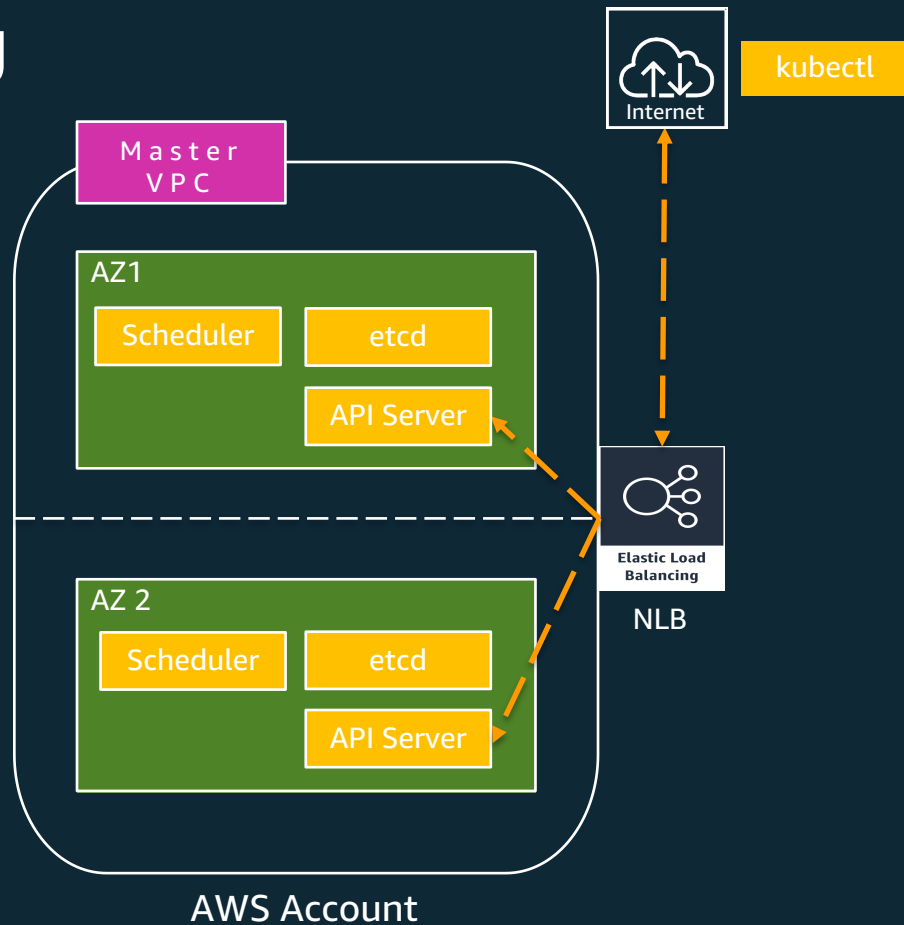 g
Internet
kubectl
Master
VPC
AZ1
Scheduler
etcd
API Server
Elastic Load
Balancing
NLB
AZ 2
Scheduler
etcd
API Server
AWS Account